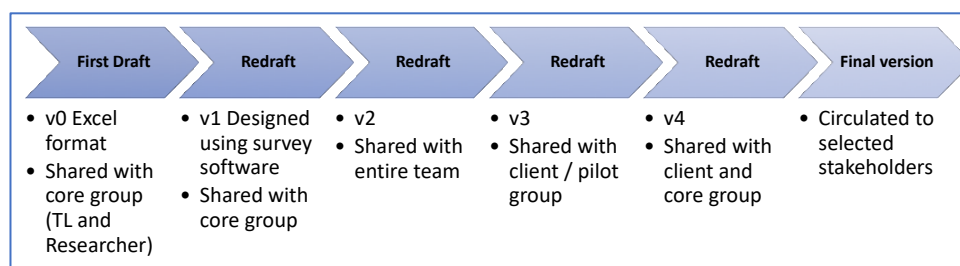 First Draft
Redraft
Redraft
Redraft
Redraft
Final version
• v0 Excel
format
• Shared with
core group
(TL and
Researcher)
• v1 Designed
using survey
software
• Shared with
core group
• v2
• Shared with
entire team
• v3
• Shared with
client / pilot
group
• v4
• Shared with
client and
core group
• Circulated to
selected
stakeholders